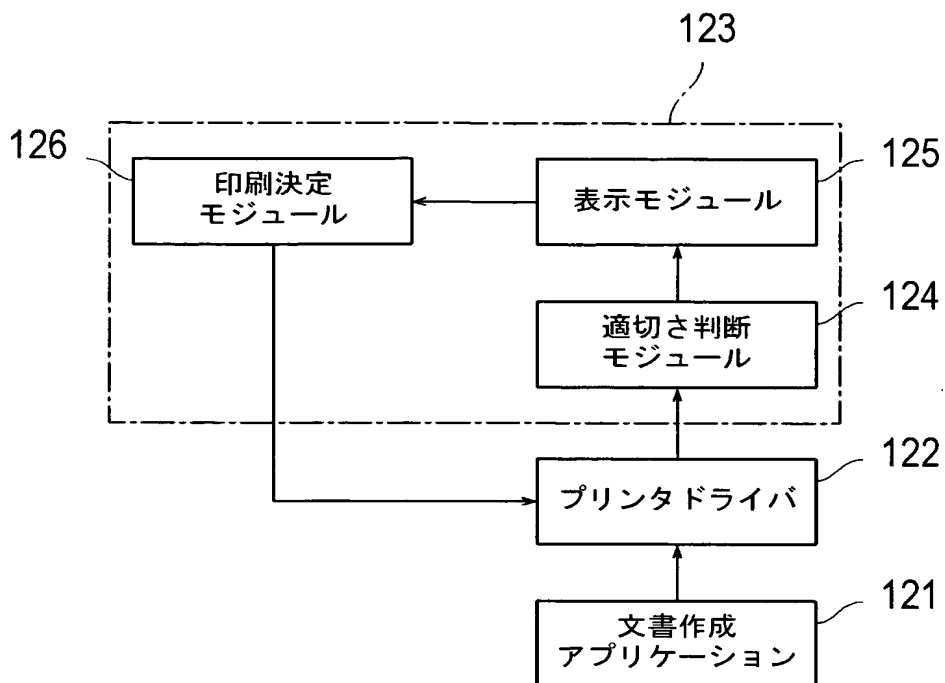 123
126
印刷決定
モジュール
表示モジュール
125
適切さ判断
モジュール
124
プリンタドライバ
122
文書作成
アプリケーション
121